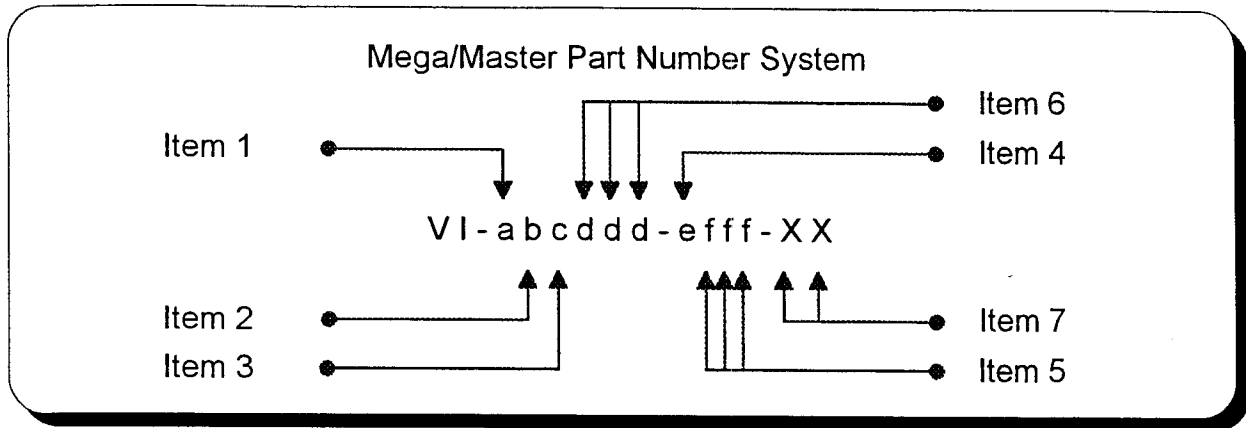 Mega/Master Part Number System
Item 6
Item 1
Item 4
VI-abcddd-efff-XX
Item 2
Item 7
Item 3
Item 5